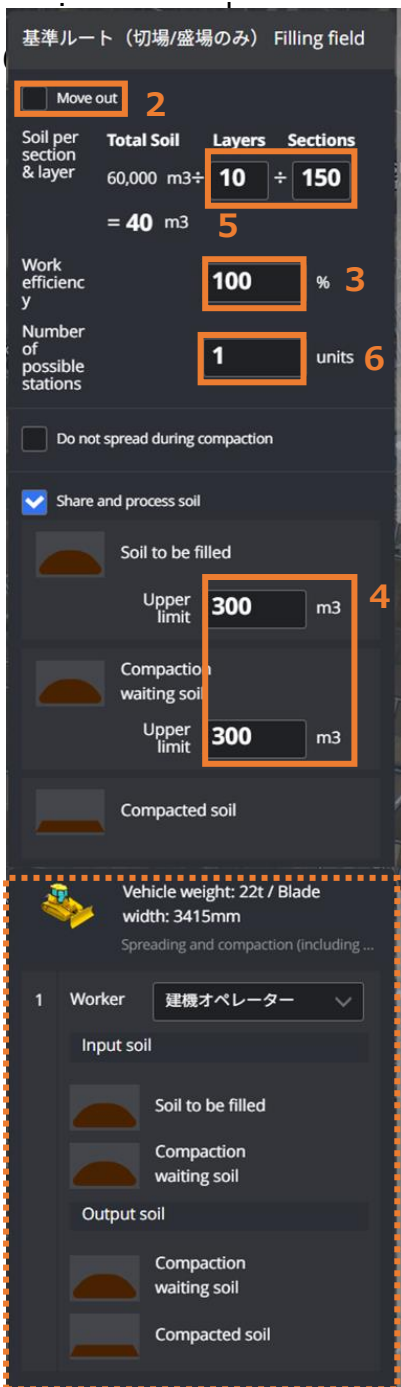 基準ルート（切場/盛場のみ） Filling field
Move out 2
Soil per section & layer
Total Soil Layers Sections
60,000 m3÷ 10 ÷ 150
= 40 m3 5
Work
efficienc
y
100 % 3
Number
of
possible
stations
1 units 6
Do not spread during compaction
Share and process soil
Soil to be filled
4
Upper
limit
300 m3
Compaction
waiting soil
Upper
limit
300 m3
Compacted soil
Vehicle weight: 22t / Blade
width: 3415mm
Spreading and compaction (including ...
1 Worker 建機オペレーター
Input soil
Soil to be filled
Compaction
waiting soil
Output soil
Compaction
waiting soil
Compacted soil